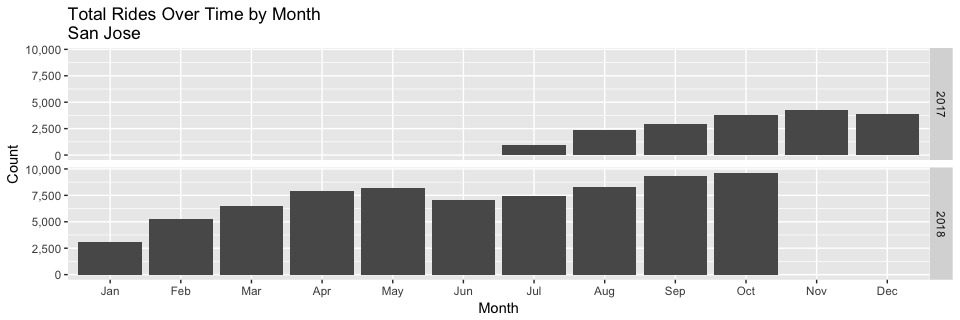 Total Rides Over Time by Month
San Jose
Count
10,000
7,500
5,000
2,500
0
2017
10,000
7,500
5,000
2,500
0
2018
Jan Feb Mar Apr May Jun Jul Aug Sep Oct Nov Dec
Month